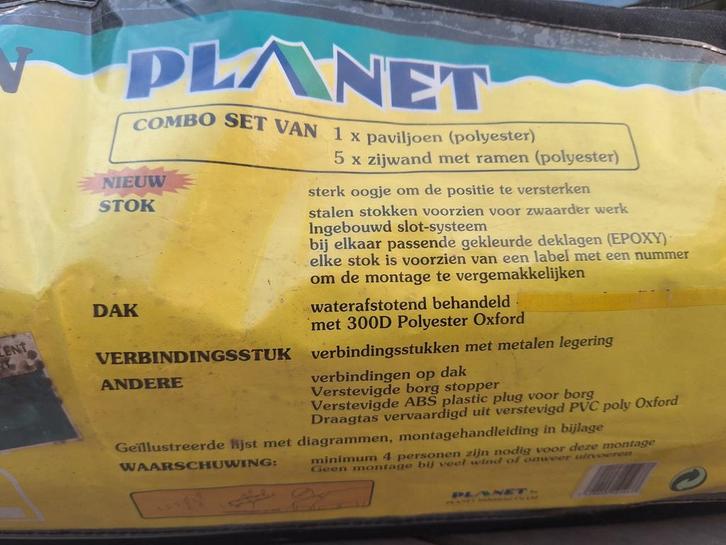 PLANET
COMBO SET VAN 1 x paviljoen (polyester)
5 x zijwand met ramen (polyester)
NIEUW
STOK
sterk oogje om de positie te versterken
stalen stokken voorzien voor zwaarder werk
Ingebouwd slot-systeem
bij elkaar passende gekleurde deklagen (EPOXY)
elke stok is voorzien van een label met een nummer
om de montage te vergemakkelijken
DAK waterafstotend behandeld
met 300D Polyester Oxford
VERBINDINGSSTUK verbindingsstukken met metalen legering
ANDERE verbindingen op dak
Verstevigde borg stopper
Verstevigde ABS plastic plug voor borg
Draagtas vervaardigd uit verstevigd PVC poly Oxford
Geïllustreerde lijst met diagrammen, montagehandleiding in bijlage
WAARSCHUWING: minimum 4 personen zijn nodig voor deze montage
Geen montage bij veel wind of onweer uitvoeren
PLANET